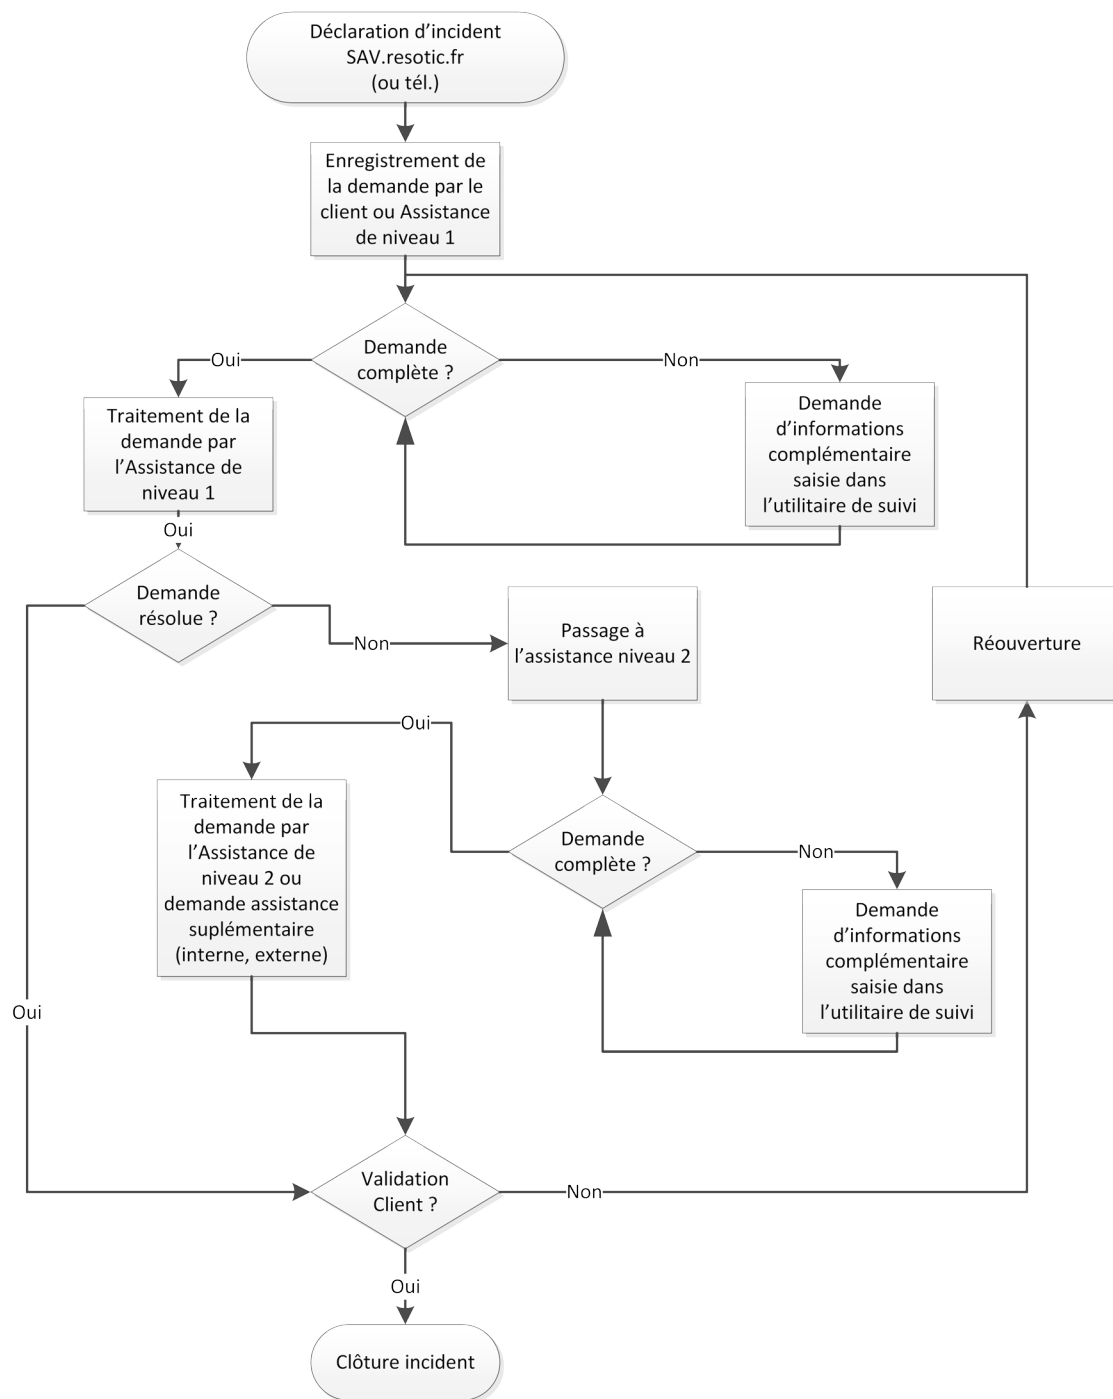 Déclaration d’incident
SAV.resotic.fr
(ou tél.)
Enregistrement de
la demande par le
client ou Assistance
de niveau 1
Demande
complète ?
Oui
Non
Traitement de la
demande par
l’Assistance de
niveau 1
Demande
d’informations
complémentaire
saisie dans
l’utilitaire de suivi
Oui
Demande
résolue ?
Non
Passage à
l’assistance niveau 2
Réouverture
Oui
Traitement de la
demande par
l’Assistance de
niveau 2 ou
demande assistance
suplémentaire
(interne, externe)
Demande
complète ?
Non
Demande
d’informations
complémentaire
saisie dans
l’utilitaire de suivi
Oui
Validation
Client ?
Non
Oui
Clôture incident